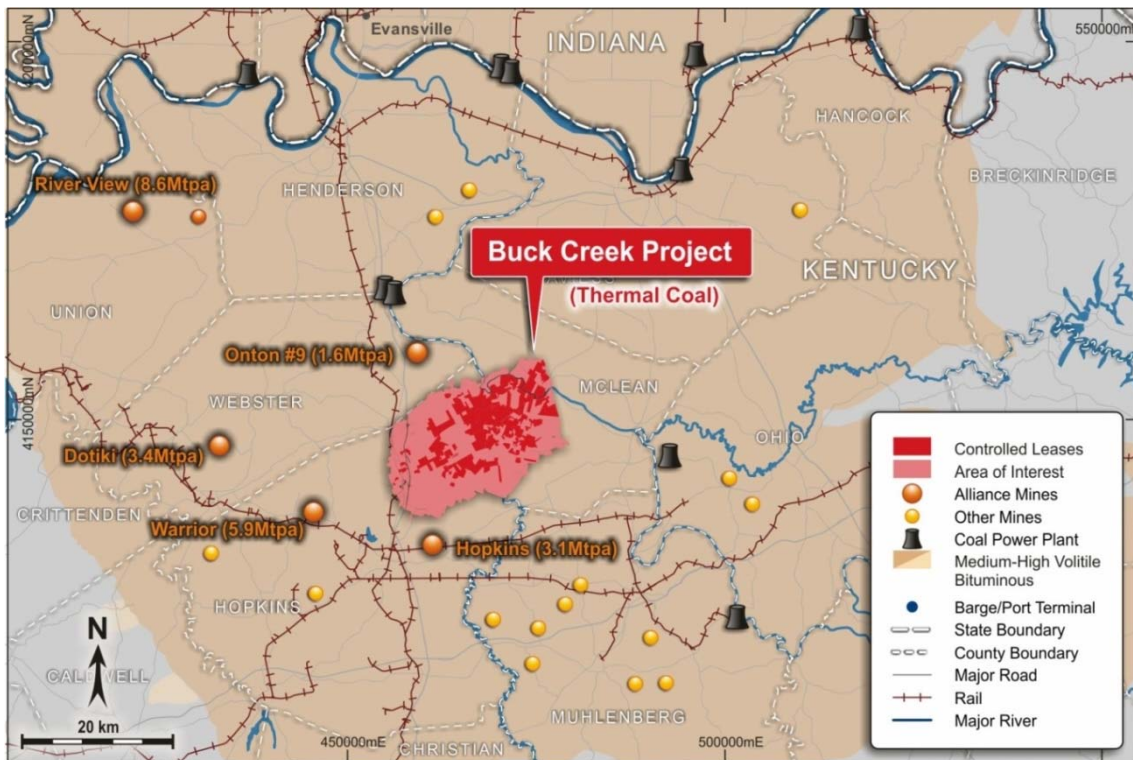 Evansville
INDIANA
550000mE
HANCOCK
BRECKINRIDGE
River View (8.6Mtpa)
HENDERSON
Buck Creek Project
(Thermal Coal)
KENTUCKY
UNION
Onton #9 (1.6Mtpa)
MCLEAN
WEBSTER
4150000mN
OHIO
Dotiki (3.4Mtpa)
CRITTENDEN
Warrior (5.9Mtpa)
Hopkins (3.1Mtpa)
HOPKINS
N
20 km
MUHLENBERG
CHRISTIAN
450000mE
500000mE
Controlled Leases
Area of Interest
Alliance Mines
Other Mines
Coal Power Plant
Medium-High Volitile
Bituminous
Barge/Port Terminal
State Boundary
County Boundary
Major Road
Rail
Major River